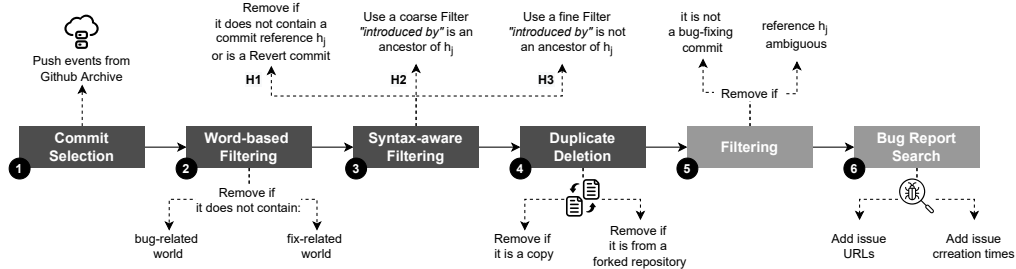 Push events from
Github Archive
Remove if
it does not contain a
commit reference hj
or is a Revert commit
H1
Use a coarse Filter
"introduced by" is an
ancestor of hj
H2
Use a fine Filter
"introduced by" is not
an ancestor of hj
H3
it is not
a bug-fixing
commit
reference hj
ambiguous
Remove if
Commit
Selection
1
Word-based
Filtering
2
Syntax-aware
Filtering
3
Duplicate
Deletion
4
Filtering
5
Bug Report
Search
6
Remove if
it does not contain:
bug-related
world
fix-related
world
Remove if
it is a copy
Remove if
it is from a
forked repository
Add issue
URLs
Add issue
crreation times